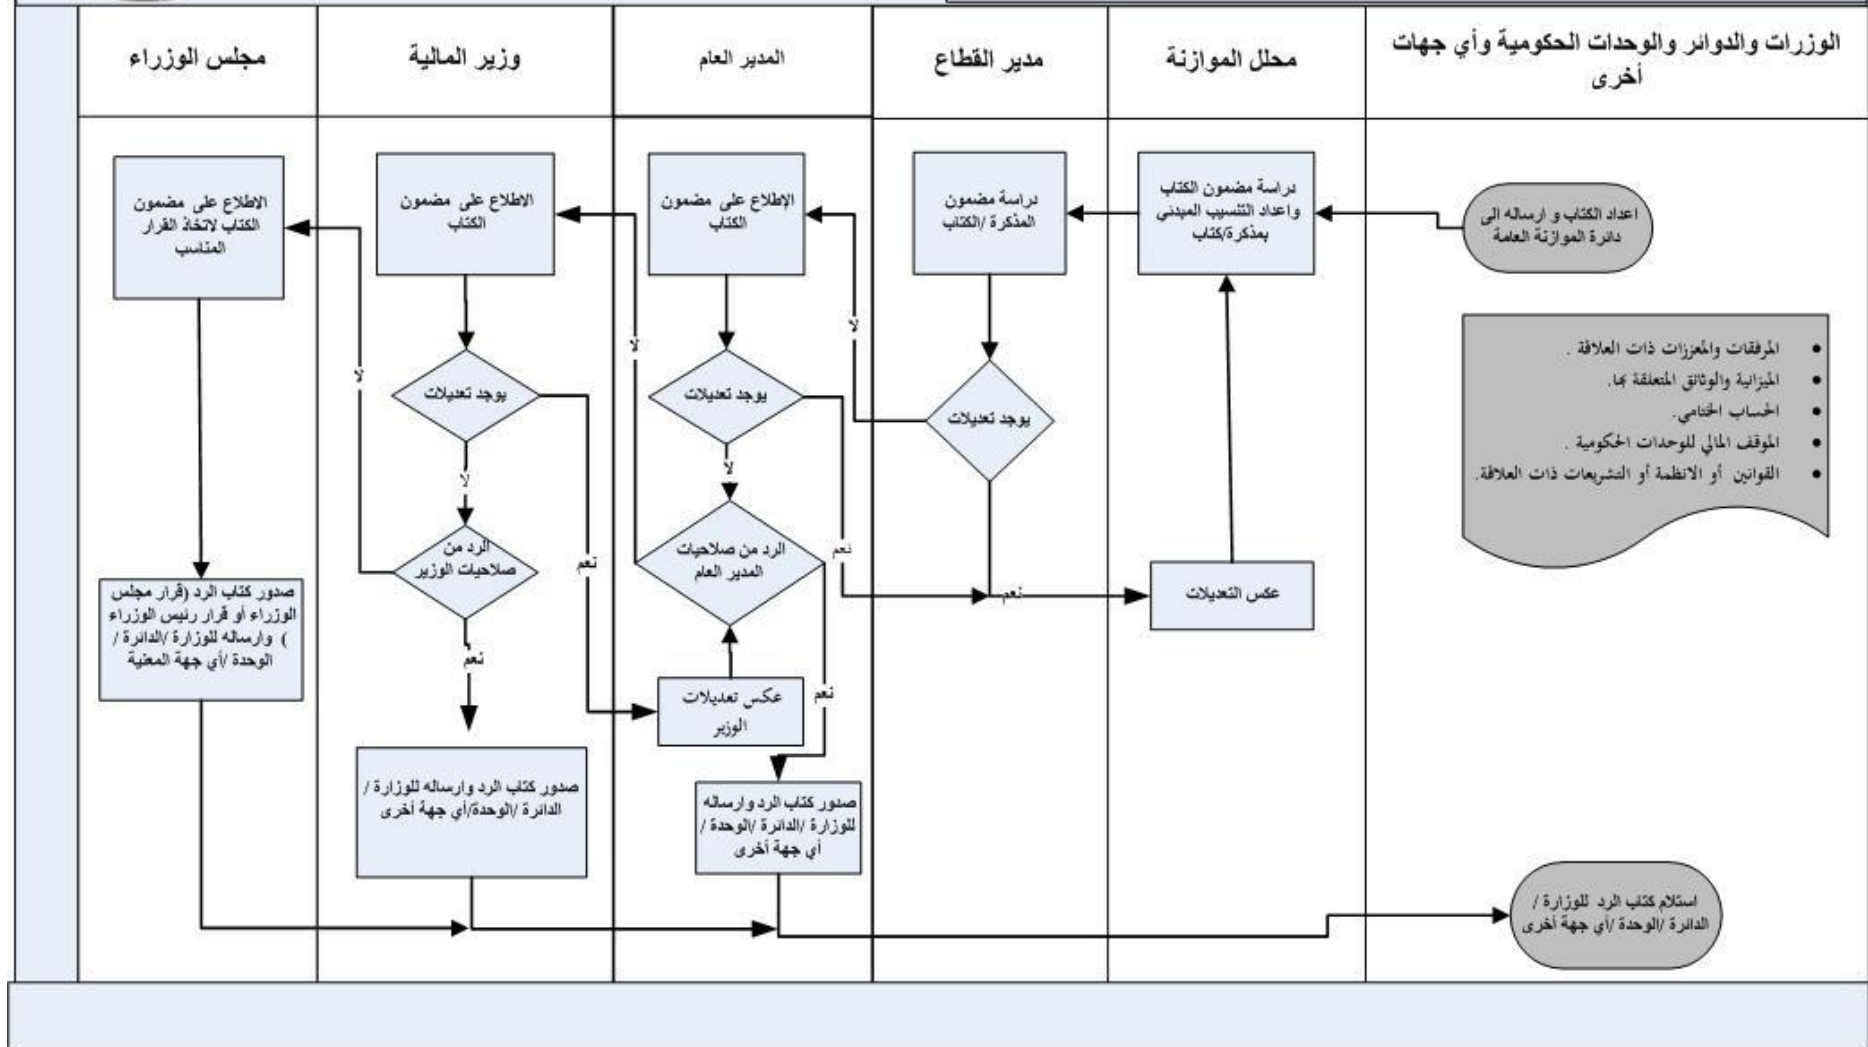 الوزرات والدوائر والوحدات الحكومية وأي جهات
أخرى
محلل الموازنة
مدير القطاع
المدير العام
وزير المالية
مجلس الوزراء
اعداد الكتاب و ارساله الى
دائرة الموازنة العامة
دراسة مضمون الكتاب
واعداد التنسيب المبدئي
بمذكرة/كتاب
دراسة مضمون
المذكرة /الكتاب
الإطلاع على مضمون
الكتاب
الاطلاع على مضمون
الكتاب
الاطلاع على مضمون
الكتاب لاتخاذ القرار
المناسب
• المرفقات والمعززات ذات العلاقة .
• الميزانية والوثائق المتعلقة بها.
• الحساب الختامي.
• الموقف المالي للوحدات الحكومية .
• القوانين أو الانظمة أو التشريعات ذات العلاقة.
لا
لا
لا
يوجد تعديلات
يوجد تعديلات
يوجد تعديلات
لا
لا
الرد من صلاحيات
المدير العام
الرد من
صلاحيات الوزير
نعم
نعم
نعم
عكس التعديلات
صدور كتاب الرد (قرار مجلس
الوزراء أو قرار رئيس الوزراء
) وارساله للوزارة /الدائرة /
الوحدة /أي جهة المعنية
نعم
نعم
عكس تعديلات
الوزير
صدور كتاب الرد وارساله للوزارة /
الدائرة /الوحدة/أي جهة أخرى
صدور كتاب الرد وارساله
للوزارة /الدائرة /الوحدة /
أي جهة أخرى
استلام كتاب الرد للوزارة /
الدائرة /الوحدة /أي جهة أخرى